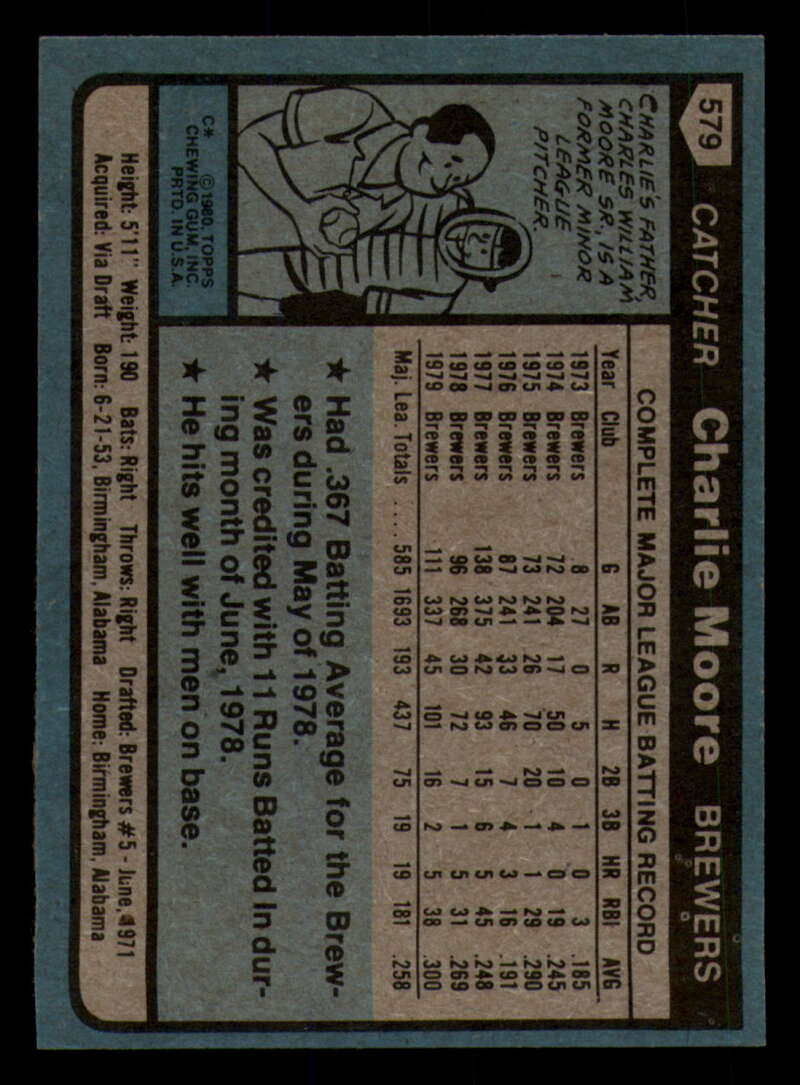 579 CATCHER Charlie Moore BREWERS
CHARLIE'S FATHER,
CHARLES WILLIAM
MOORE SR., IS A
FORMER MINOR
LEAGUE
PITCHER.
C* ©1980, TOPPS
CHEWING GUM, INC.
PRTD. IN U.S.A.
COMPLETE MAJOR LEAGUE BATTING RECORD
Year Club G AB R H 2B 3B HR RBI AVG
1973 Brewers 8 27 0 5 0 1 0 3 .185
1974 Brewers 72 204 17 50 10 4 0 19 .245
1975 Brewers 73 241 26 70 20 1 1 29 .290
1976 Brewers 87 241 33 46 7 4 3 16 .191
1977 Brewers 138 375 42 93 15 6 5 45 .248
1978 Brewers 96 268 30 72 7 1 5 31 .269
1979 Brewers 111 337 45 101 16 2 5 38 .300
Maj. Lea. Totals .... 585 1693 193 437 75 19 19 181 .258
★ Had .367 Batting Average for the Brew-
ers during May of 1978.
★ Was credited with 11 Runs Batted In dur-
ing month of June, 1978.
★ He hits well with men on base.
Height: 5'11" Weight: 190 Bats: Right Throws: Right Drafted: Brewers #5 - June, 1971
Acquired: Via Draft Born: 6-21-53, Birmingham, Alabama Home: Birmingham, Alabama